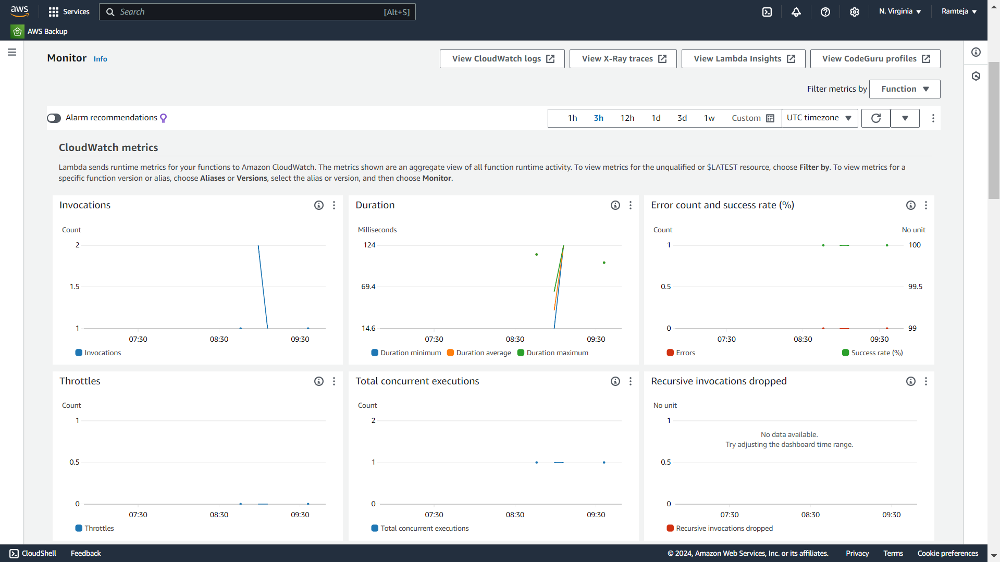 aws
Services
Search
[Alt+S]
N. Virginia
Ramteja
AWS Backup
Monitor Info
View CloudWatch logs
View X-Ray traces
View Lambda Insights
View CodeGuru profiles
Filter metrics by
Function
Alarm recommendations
1h 3h 12h 1d 3d 1w Custom
UTC timezone
CloudWatch metrics
Lambda sends runtime metrics for your functions to Amazon CloudWatch. The metrics shown are an aggregate view of all function runtime activity. To view metrics for the unqualified or $LATEST resource, choose Filter by. To view metrics for a
specific function version or alias, choose Aliases or Versions, select the alias or version, and then choose Monitor.
Invocations
Count
2
1.5
1
07:30 08:30 09:30
Invocations
Duration
Milliseconds
124
69.4
14.6
07:30 08:30 09:30
Duration minimum Duration average Duration maximum
Error count and success rate (%)
Count No unit
1 100
0.5 99.5
0 99
07:30 08:30 09:30
Errors Success rate (%)
Throttles
Count
1
0.5
0
07:30 08:30 09:30
Throttles
Total concurrent executions
Count
2
1
0
07:30 08:30 09:30
Total concurrent executions
Recursive invocations dropped
No unit
1
No data available.
Try adjusting the dashboard time range.
0.5
0
07:30 08:30 09:30
Recursive invocations dropped
CloudShell
Feedback
© 2024, Amazon Web Services, Inc. or its affiliates.
Privacy
Terms
Cookie preferences